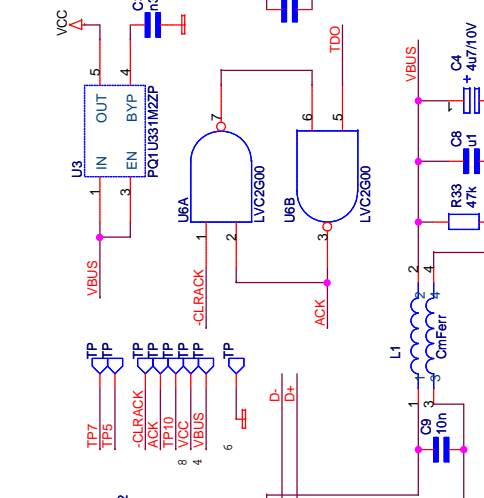 VCC
5
4
OUT
BYP
IN
EN
U3
PQ1U331M2ZP
1
3
VBUS
7
U6A
LVC2G00
1
2
-CLRACK
TDO
6
5
U6B
LVC2G00
3
ACK
VBUS
C4
+ 4u7/10V
1
C8
u1
R33
47k
2
4
2
4
L1
CmFerr
1
3
1
3
C9
10n
TP
TP
TP
TP
TP
TP
TP
TP
TP7
TP5
-CLRACK
ACK
TP10
VCC
VBUS
8
4
6
D-
D+